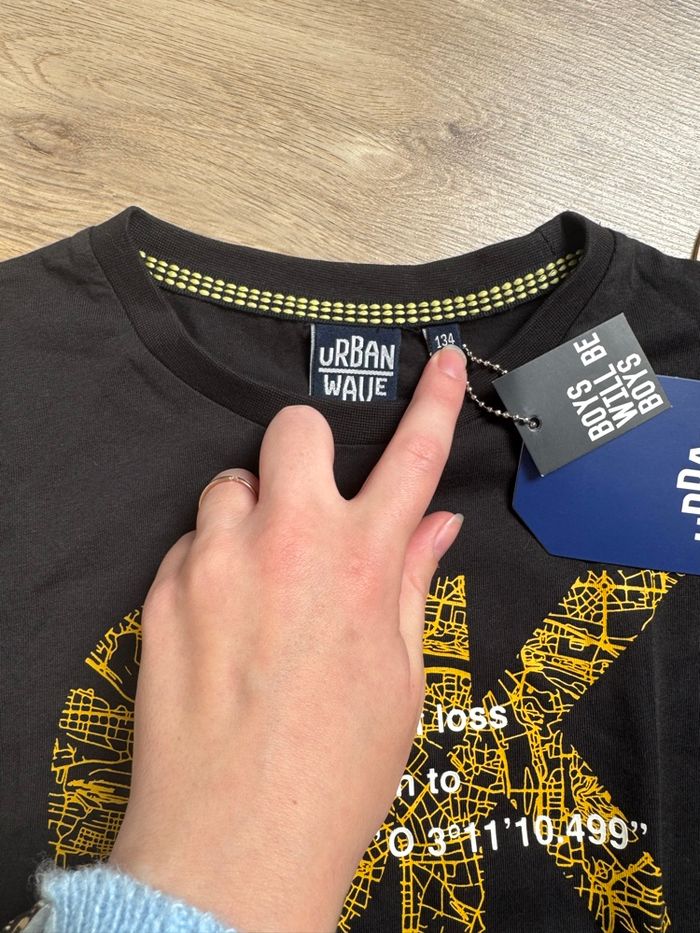 URBAN
WAVE
134
BOYS
WILL BE
BOYS
loss
to
O 3°11'10,499”